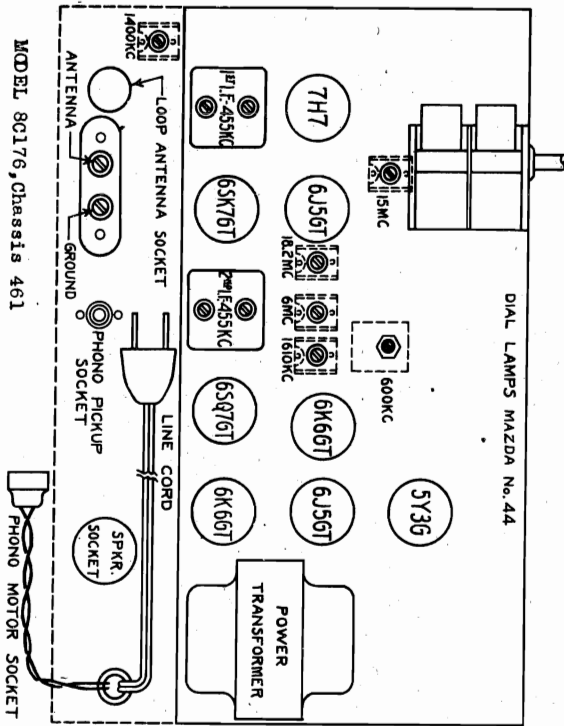 MODEL 8C176, Chassis 461
DIAL LAMPS MAZDA No. 44
15MC
7H7
6J5GT
18.2MC
6MC
1610KC
600KC
6K6GT
6J5GT
5Y3G
1ST I.F-455KC
6SK7GT
2ND I.F-455KC
6SQ7GT
6K6GT
POWER
TRANSFORMER
1400KC
LOOP ANTENNA SOCKET
ANTENNA
GROUND
PHONO PICKUP
SOCKET
LINE CORD
SPKR.
SOCKET
PHONO MOTOR SOCKET